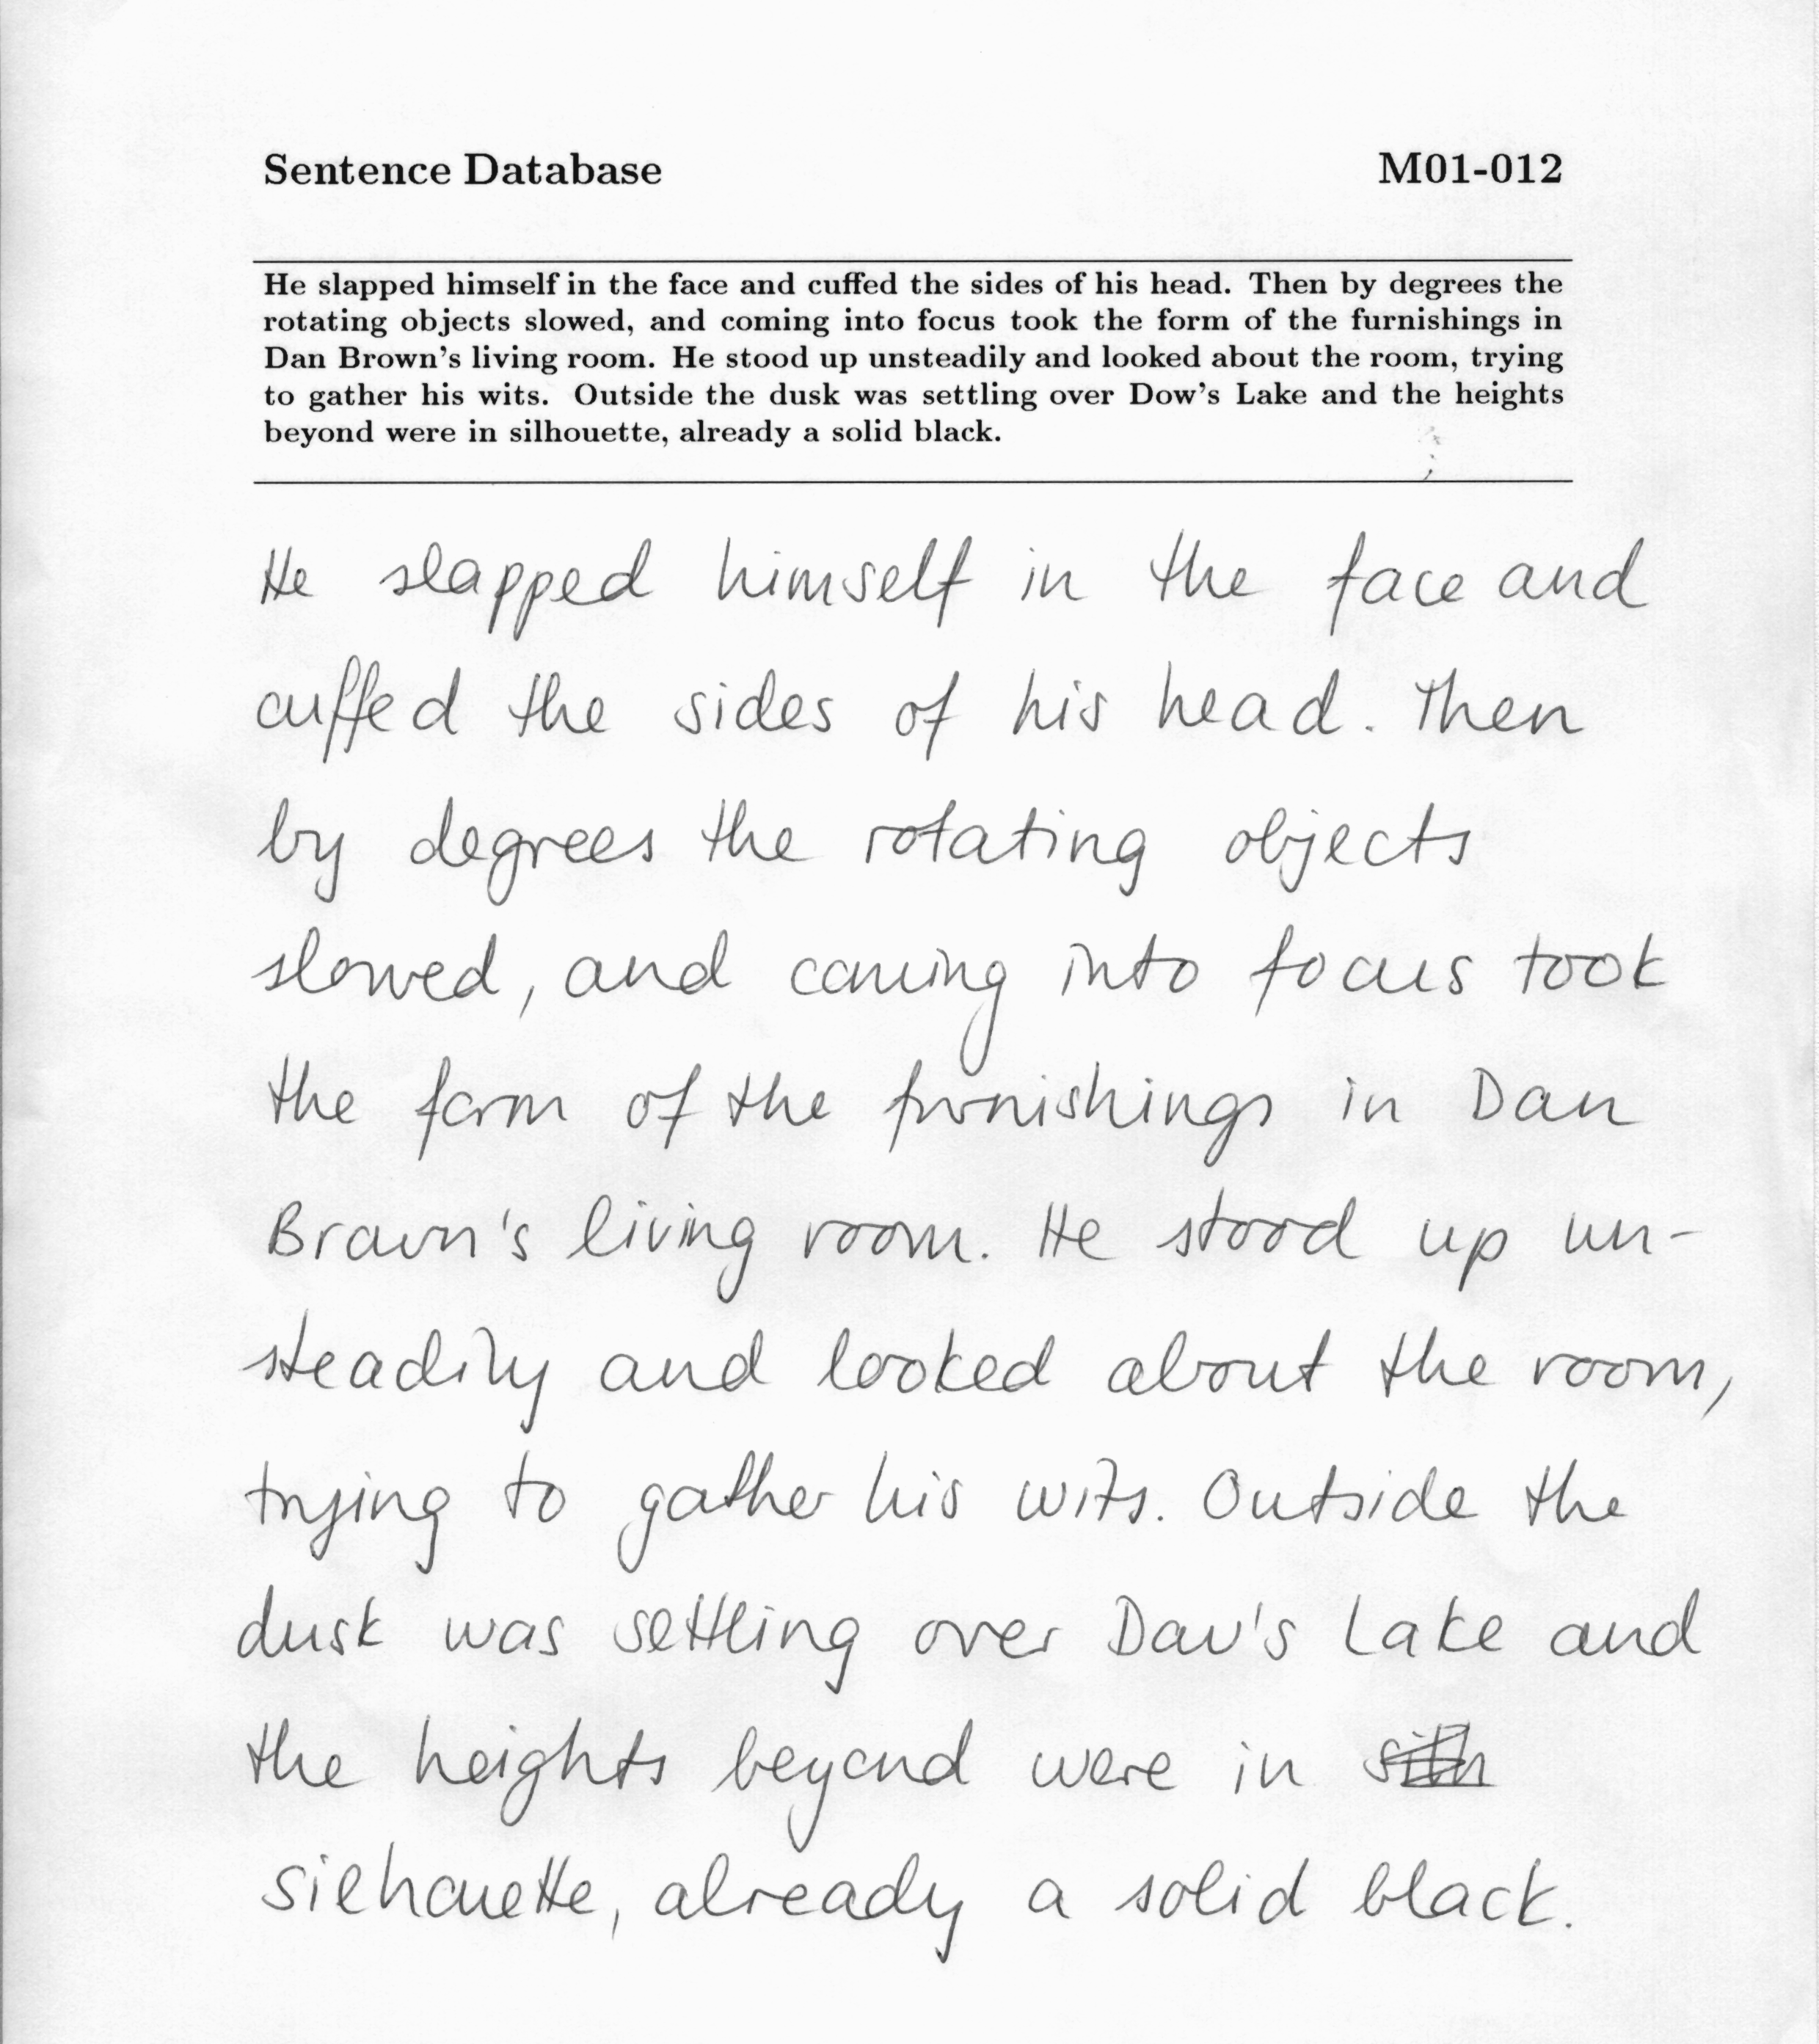 Sentence Database M01-012
He slapped himself in the face and cuffed the sides of his head. Then by degrees the
rotating objects slowed, and coming into focus took the form of the furnishings in
Dan Brown's living room. He stood up unsteadily and looked about the room, trying
to gather his wits. Outside the dusk was settling over Dow's Lake and the heights
beyond were in silhouette, already a solid black.
He slapped himself in the face and
cuffed the sides of his head. Then
by degrees the rotating objects
slowed, and coming into focus took
the form of the furnishings in Dan
Brown's living room. He stood up un-
steadily and looked about the room,
trying to gather his wits. Outside the
dusk was settling over Dow's Lake and
the heights beyond were in
silhouette, already a solid black.